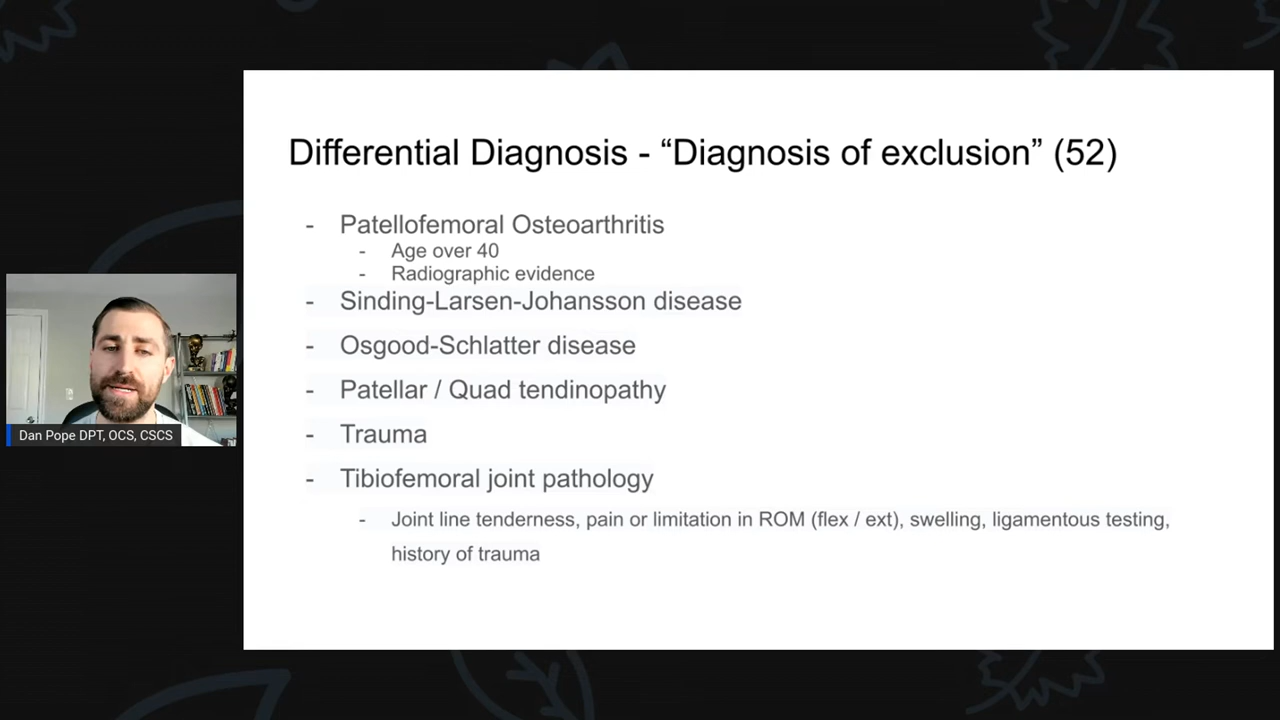 Differential Diagnosis - “Diagnosis of exclusion” (52)
- Patellofemoral Osteoarthritis
- Age over 40
- Radiographic evidence
- Sinding-Larsen-Johansson disease
- Osgood-Schlatter disease
- Patellar / Quad tendinopathy
- Trauma
- Tibiofemoral joint pathology
- Joint line tenderness, pain or limitation in ROM (flex / ext), swelling, ligamentous testing,
history of trauma
Dan Pope DPT, OCS, CSCS